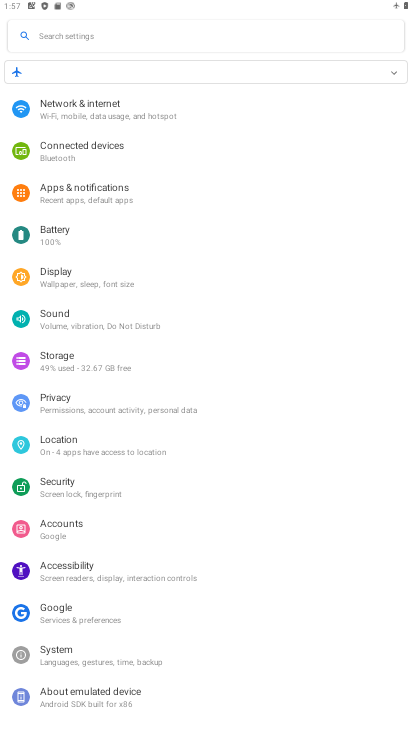 1:57
Search settings
Network & internet
Wi-Fi, mobile, data usage, and hotspot
Connected devices
Bluetooth
Apps & notifications
Recent apps, default apps
Battery
100%
Display
Wallpaper, sleep, font size
Sound
Volume, vibration, Do Not Disturb
Storage
49% used - 32.67 GB free
Privacy
Permissions, account activity, personal data
Location
On - 4 apps have access to location
Security
Screen lock, fingerprint
Accounts
Google
Accessibility
Screen readers, display, interaction controls
Google
Services & preferences
System
Languages, gestures, time, backup
About emulated device
Android SDK built for x86